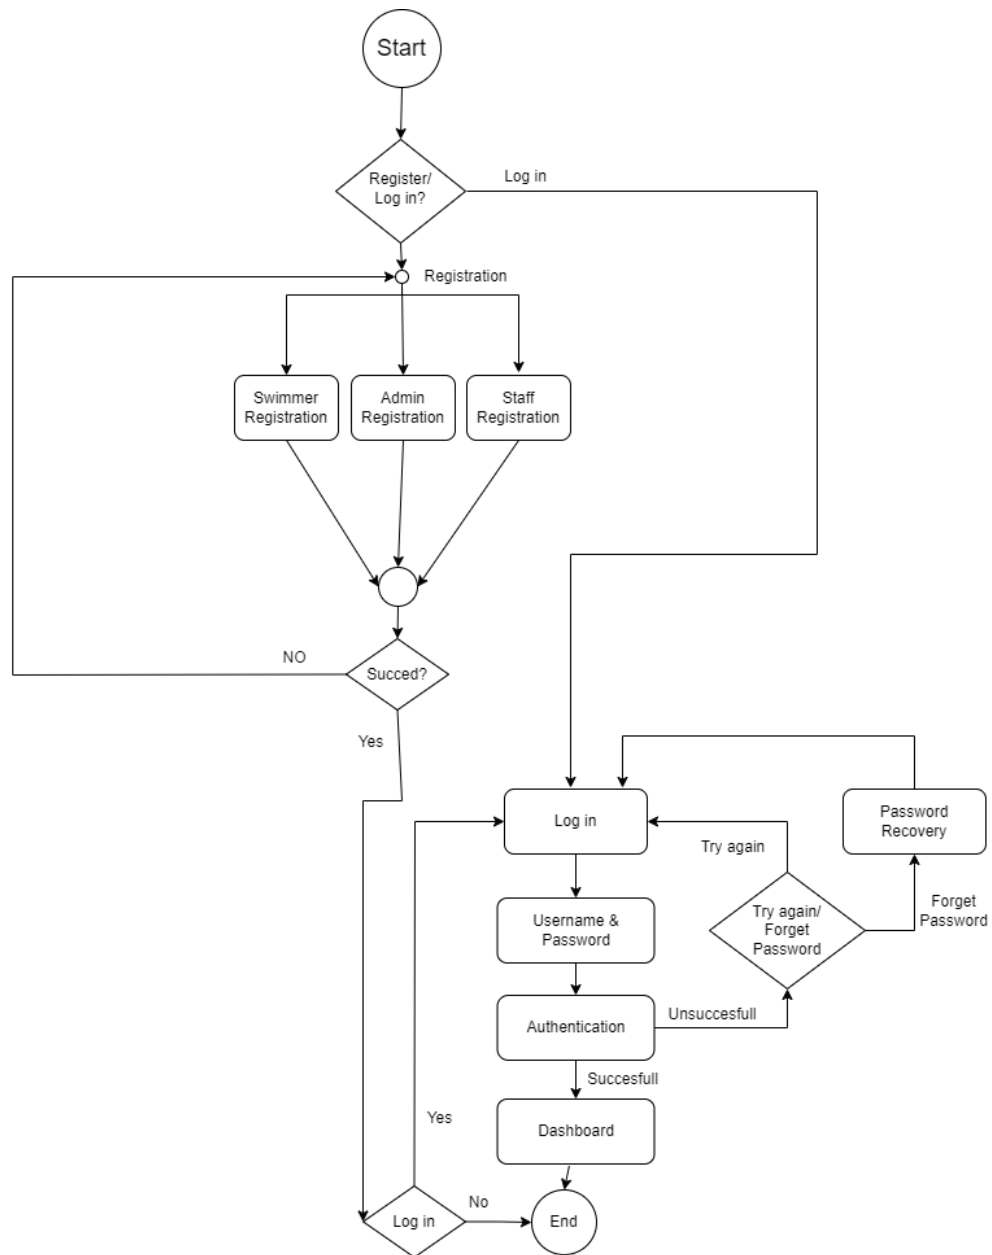 Start
Register/
Log in?
Log in
Registration
Swimmer
Registration
Admin
Registration
Staff
Registration
NO
Succed?
Yes
Log in
Password
Recovery
Try again
Username &
Password
Try again/
Forget
Password
Forget
Password
Authentication
Unsuccesfull
Succesfull
Dashboard
Yes
Log in
No
End